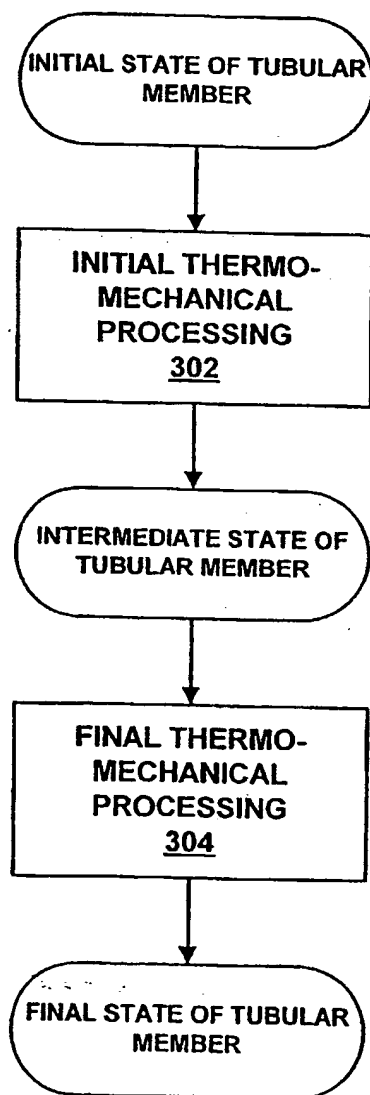 INITIAL STATE OF TUBULAR
MEMBER
INITIAL THERMO-
MECHANICAL
PROCESSING
302
INTERMEDIATE STATE OF
TUBULAR MEMBER
FINAL THERMO-
MECHANICAL
PROCESSING
304
FINAL STATE OF TUBULAR
MEMBER